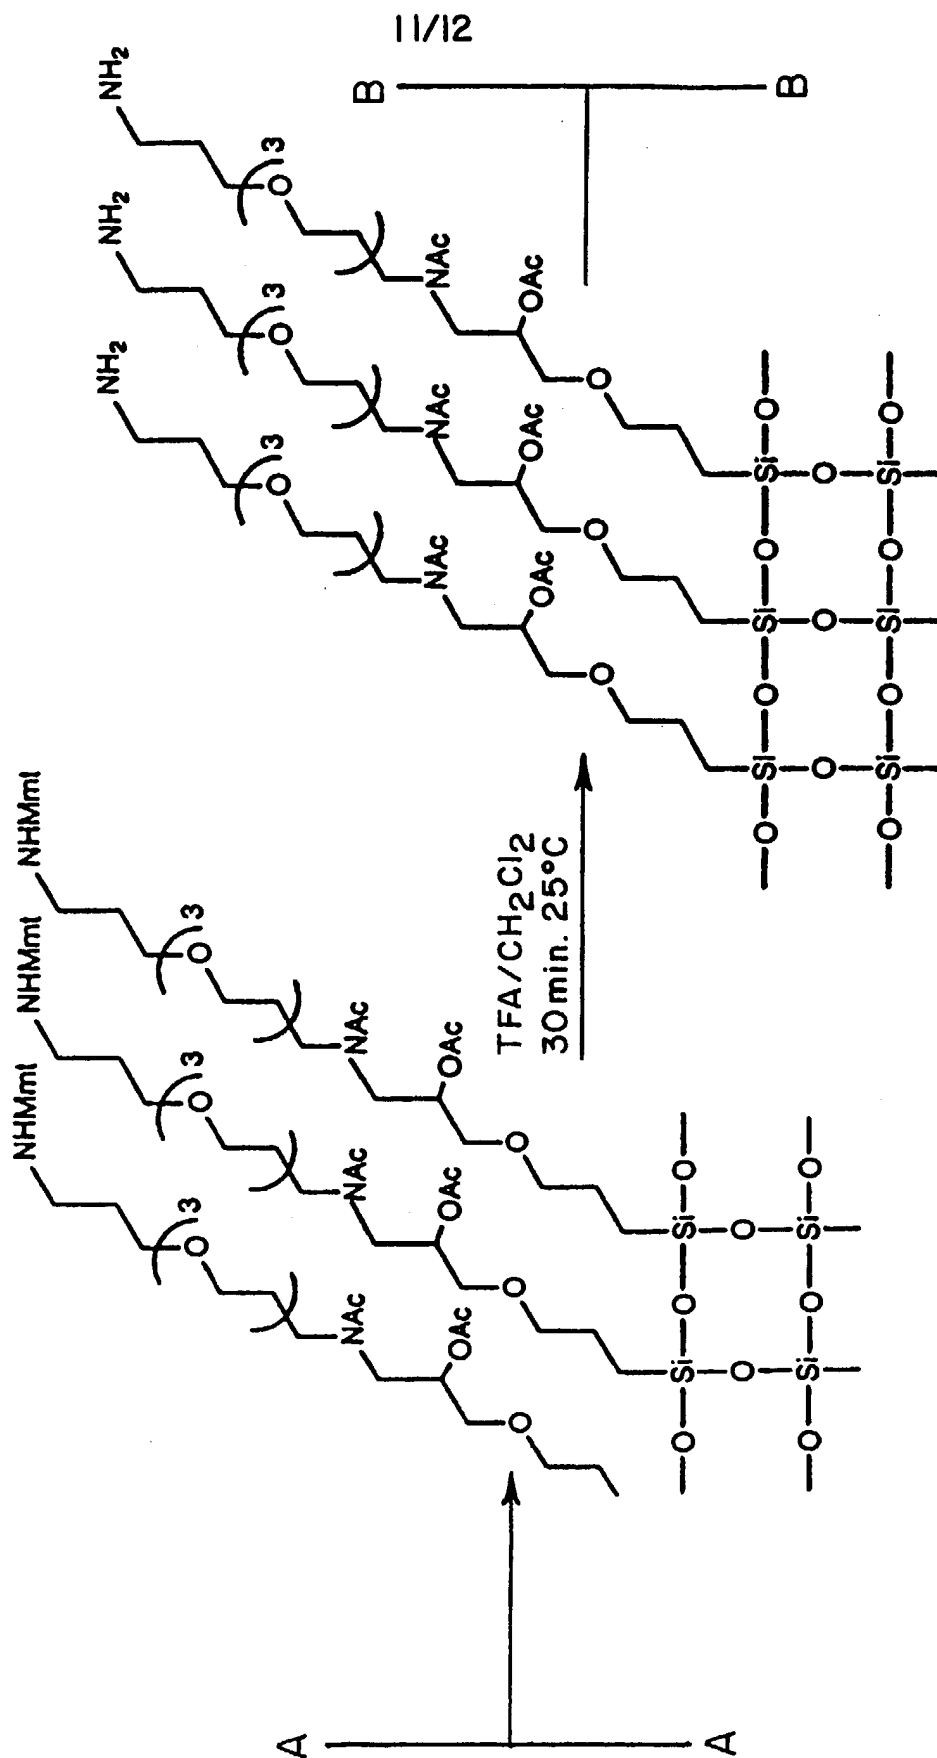 11/12
A
A
NHMmt
NHMmt
NHMmt
O
3
O
3
O
3
NAc
NAc
NAc
OAc
OAc
OAc
O
O
O
O Si O Si O
O O
O Si O Si O
TFA/CH2Cl2
30 min. 25°C
NH2
NH2
NH2
O
3
O
3
O
3
NAc
NAc
NAc
OAc
OAc
OAc
O
O
O
O Si O Si O Si O
O O O
O Si O Si O Si O
B
B